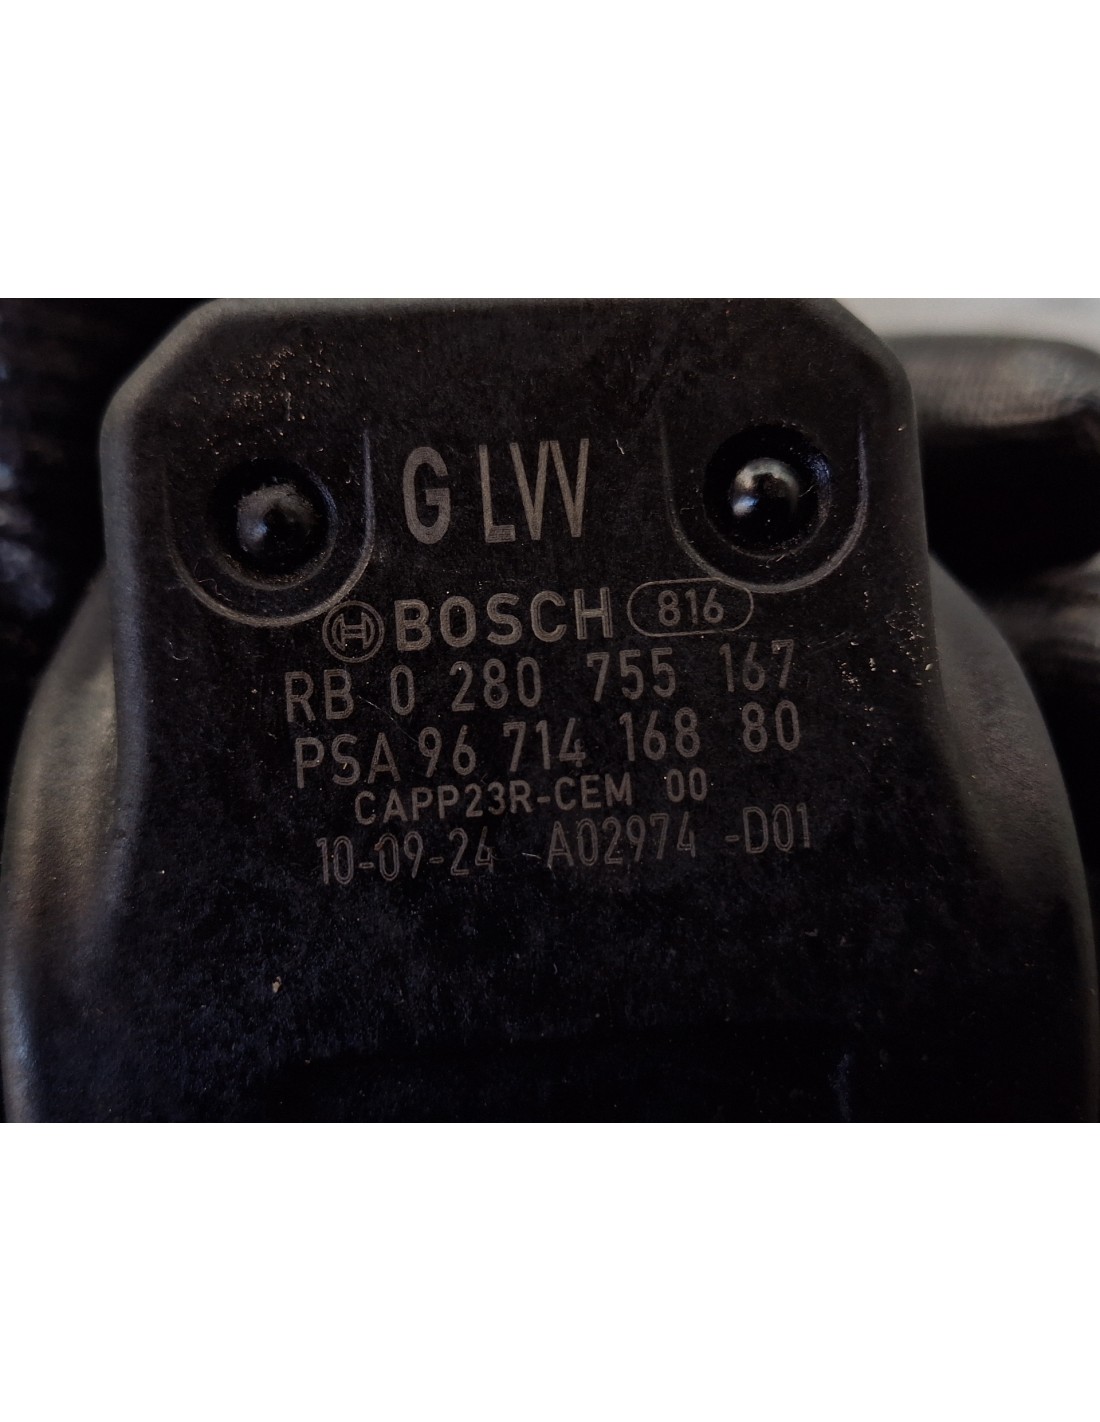 G LW
BOSCH 816
RB 0 280 755 167
PSA 96 714 168 80
CAPP23R-CEM 00
10-09-24 A02974 -D01